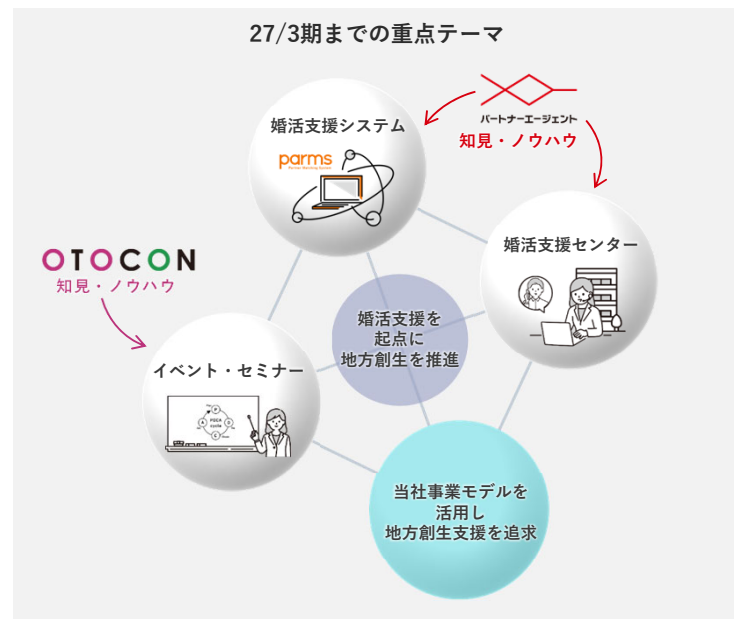 27/3期までの重点テーマ
婚活支援システム
parms
Partner Matching System
パートナーエージェント
知見・ノウハウ
婚活支援センター
OTOCON
知見・ノウハウ
婚活支援を
起点に
地方創生を推進
イベント・セミナー
P
A
D
PDCA
cycle
C
当社事業モデルを
活用し
地方創生支援を追求